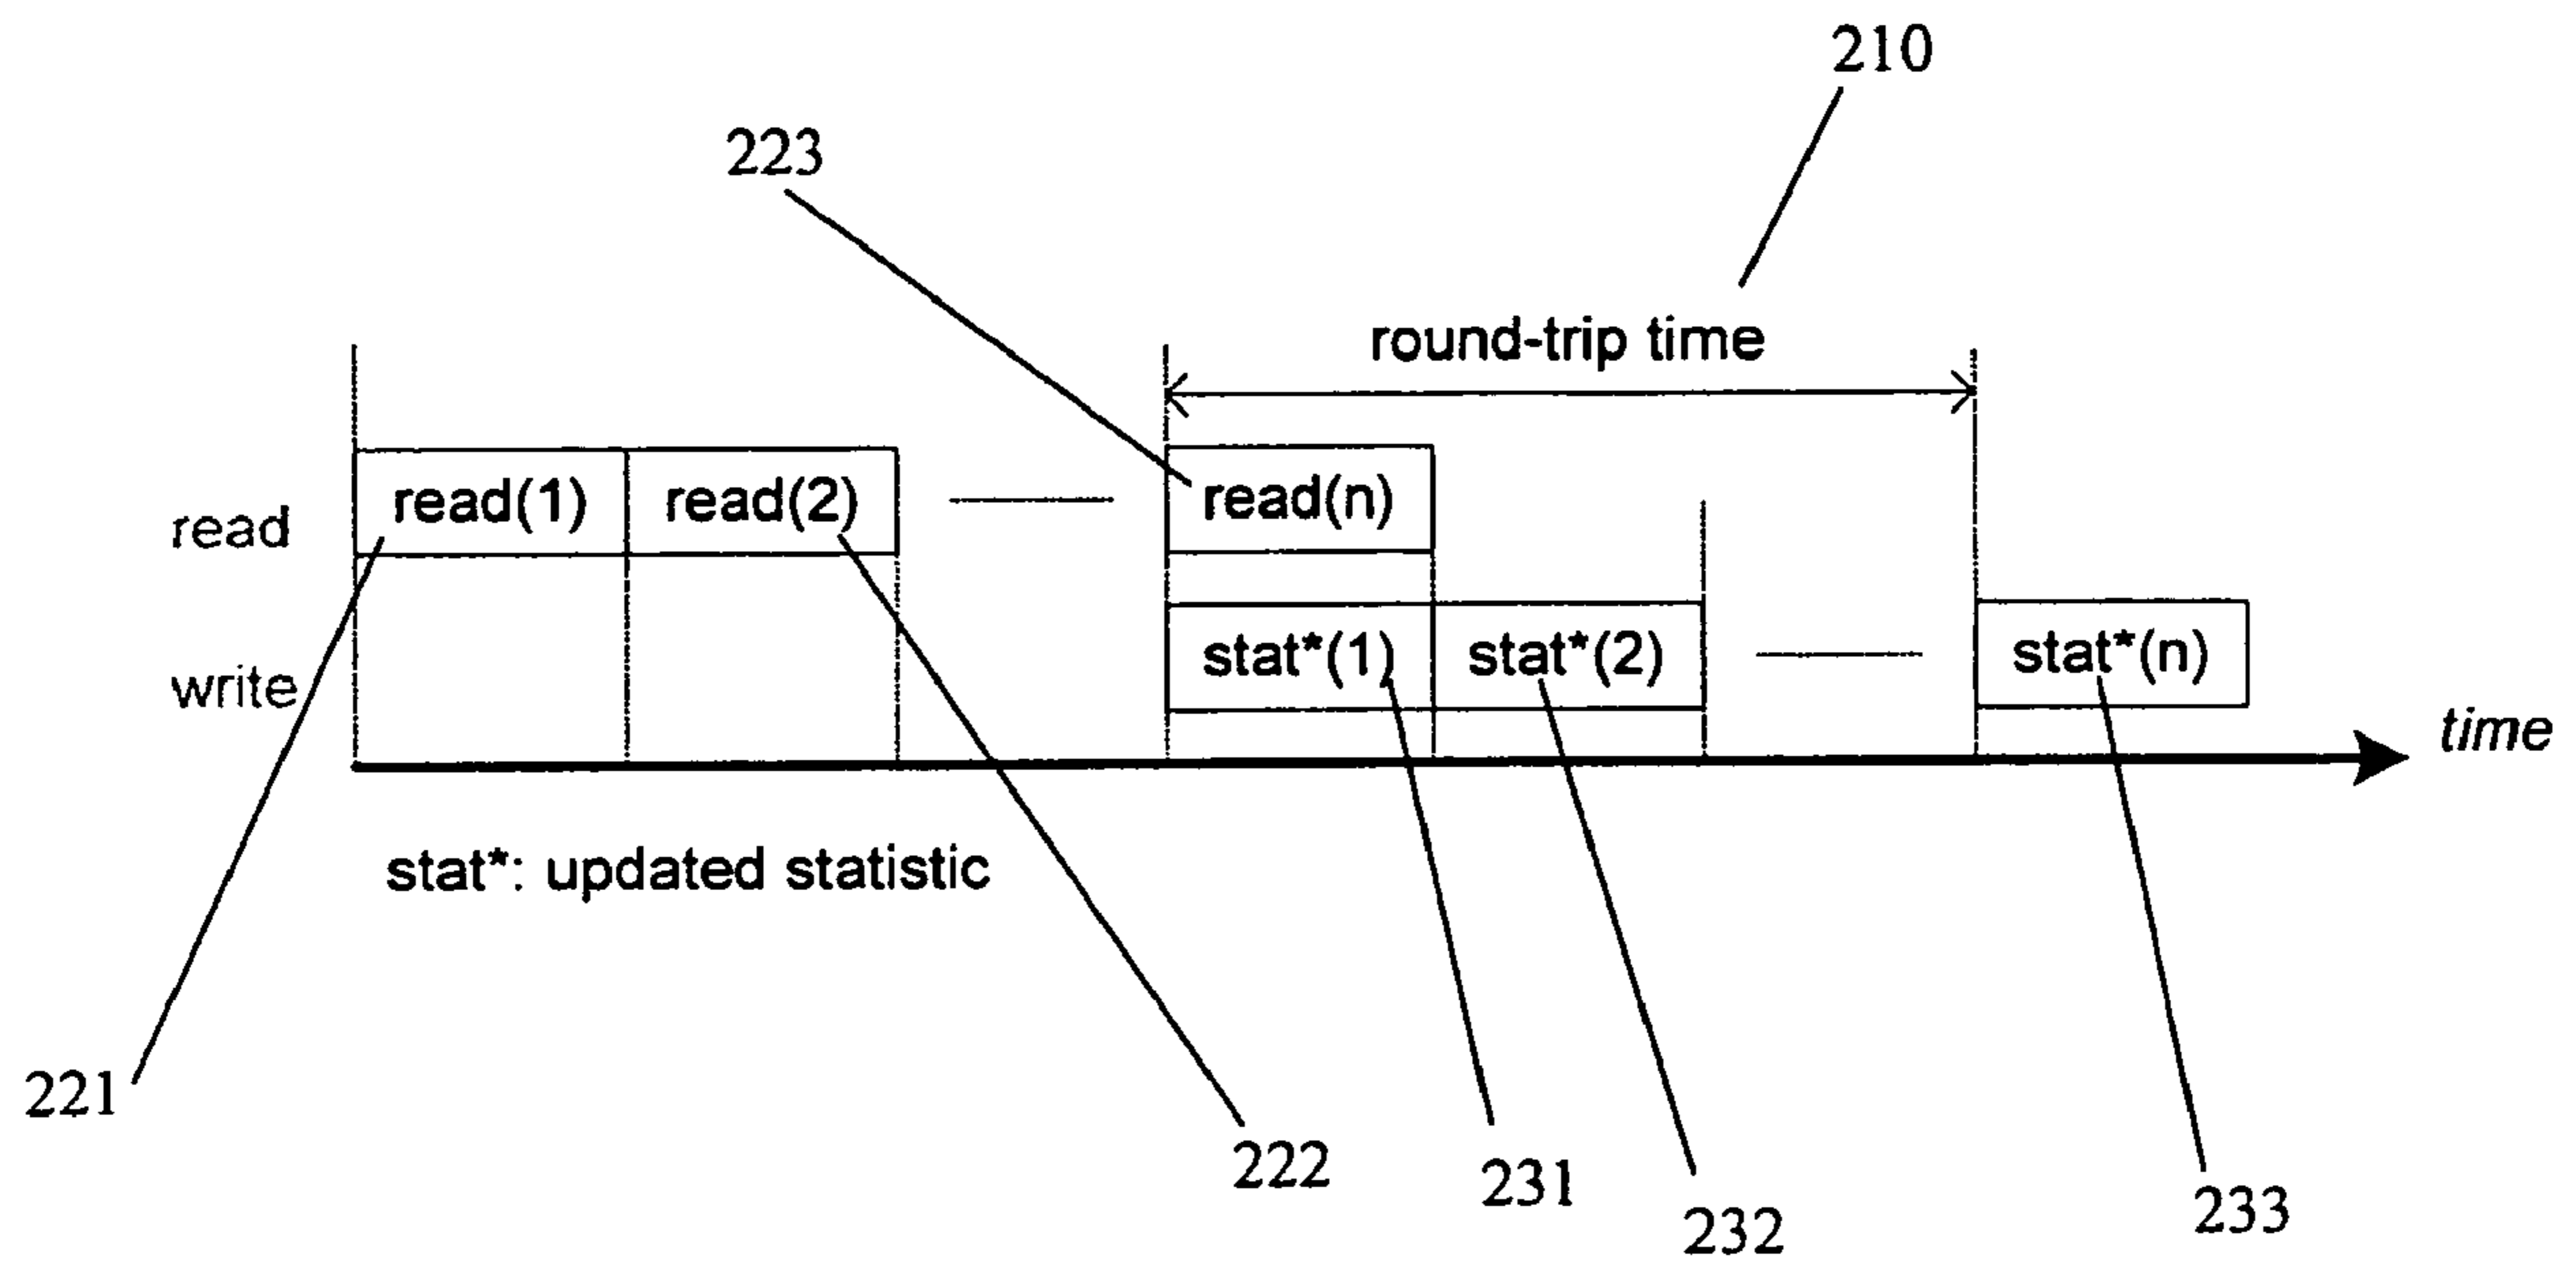 210
223
round-trip time
read read(1) read(2) read(n)
write stat*(1) stat*(2) stat*(n)
time
stat*: updated statistic
221
222
231
232
233